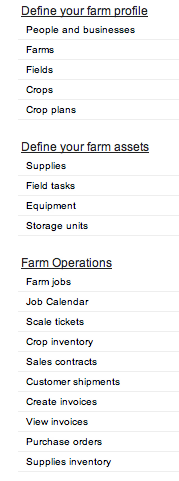 Define your farm profile
People and businesses
Farms
Fields
Crops
Crop plans
Define your farm assets
Supplies
Field tasks
Equipment
Storage units
Farm Operations
Farm jobs
Job Calendar
Scale tickets
Crop inventory
Sales contracts
Customer shipments
Create invoices
View invoices
Purchase orders
Supplies inventory